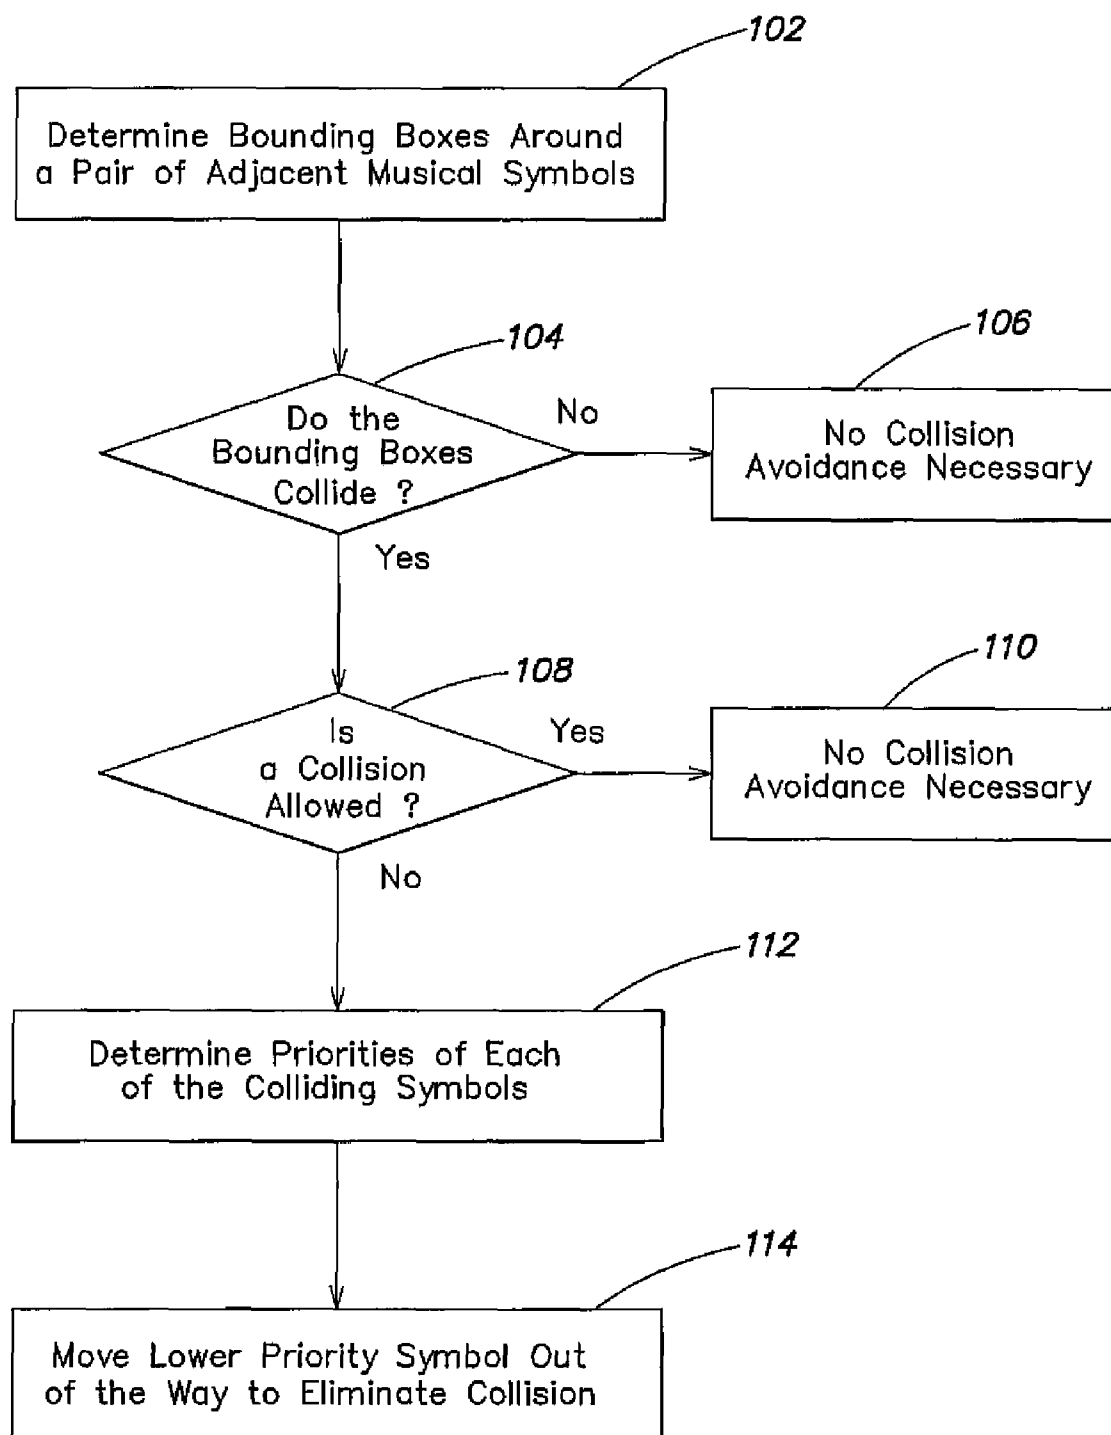 102
Determine Bounding Boxes Around
a Pair of Adjacent Musical Symbols
104
Do the
Bounding Boxes
Collide ?
No
106
No Collision
Avoidance Necessary
Yes
108
Is
a Collision
Allowed ?
Yes
110
No Collision
Avoidance Necessary
No
112
Determine Priorities of Each
of the Colliding Symbols
114
Move Lower Priority Symbol Out
of the Way to Eliminate Collision